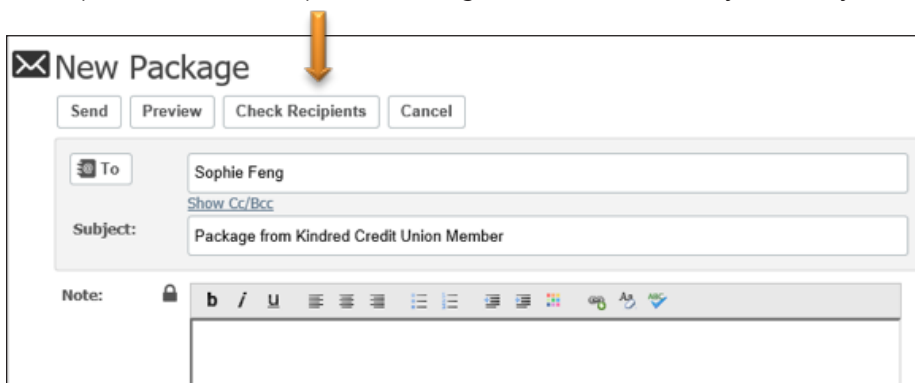 New Package
Send Preview Check Recipients Cancel
To Sophie Feng
Show Cc/Bcc
Subject: Package from Kindred Credit Union Member
Note: b i u